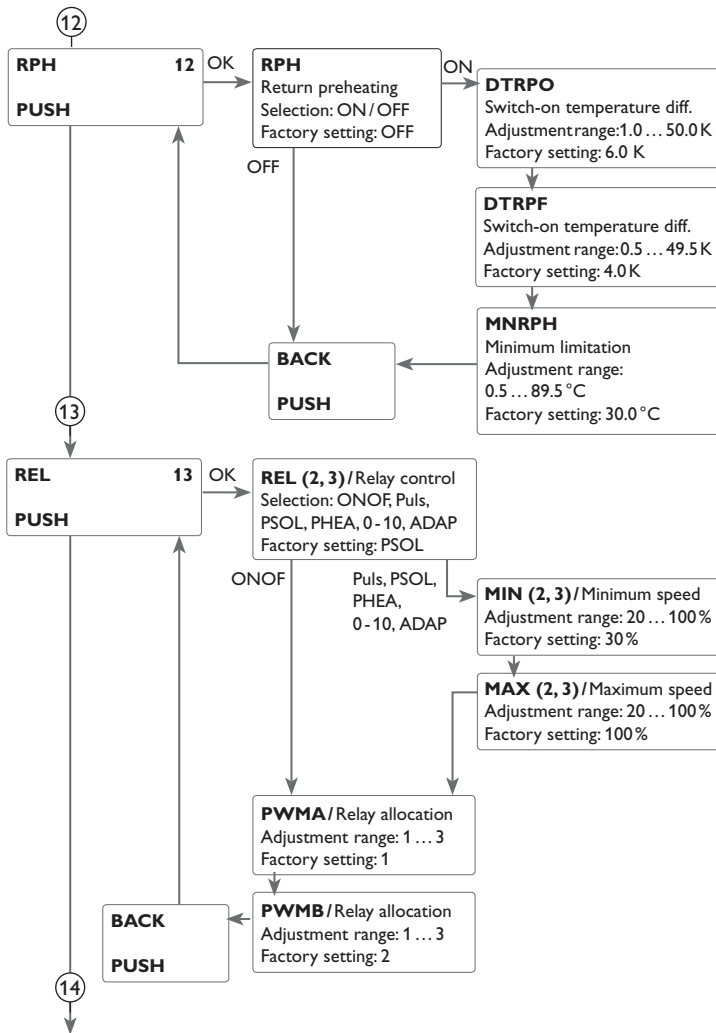 12
RPH 12
PUSH
OK
RPH
Return preheating
Selection: ON / OFF
Factory setting: OFF
ON
OFF
DTRPO
Switch-on temperature diff.
Adjustmentrange:1.0 … 50.0 K
Factory setting: 6.0 K
DTRPF
Switch-on temperature diff.
Adjustment range:0.5 … 49.5 K
Factory setting: 4.0 K
MNRPH
Minimum limitation
Adjustment range:
0.5 … 89.5 °C
Factory setting: 30.0 °C
BACK
PUSH
13
REL 13
PUSH
OK
REL (2, 3)/Relay control
Selection: ONOF, Puls,
PSOL, PHEA, 0 - 10, ADAP
Factory setting: PSOL
ONOF
Puls, PSOL,
PHEA,
0 - 10, ADAP
MIN (2, 3)/Minimum speed
Adjustment range: 20 … 100 %
Factory setting: 30 %
MAX (2, 3)/Maximum speed
Adjustment range: 20 … 100 %
Factory setting: 100 %
PWMA/Relay allocation
Adjustment range: 1 … 3
Factory setting: 1
PWMB/Relay allocation
Adjustment range: 1 … 3
Factory setting: 2
BACK
PUSH
14